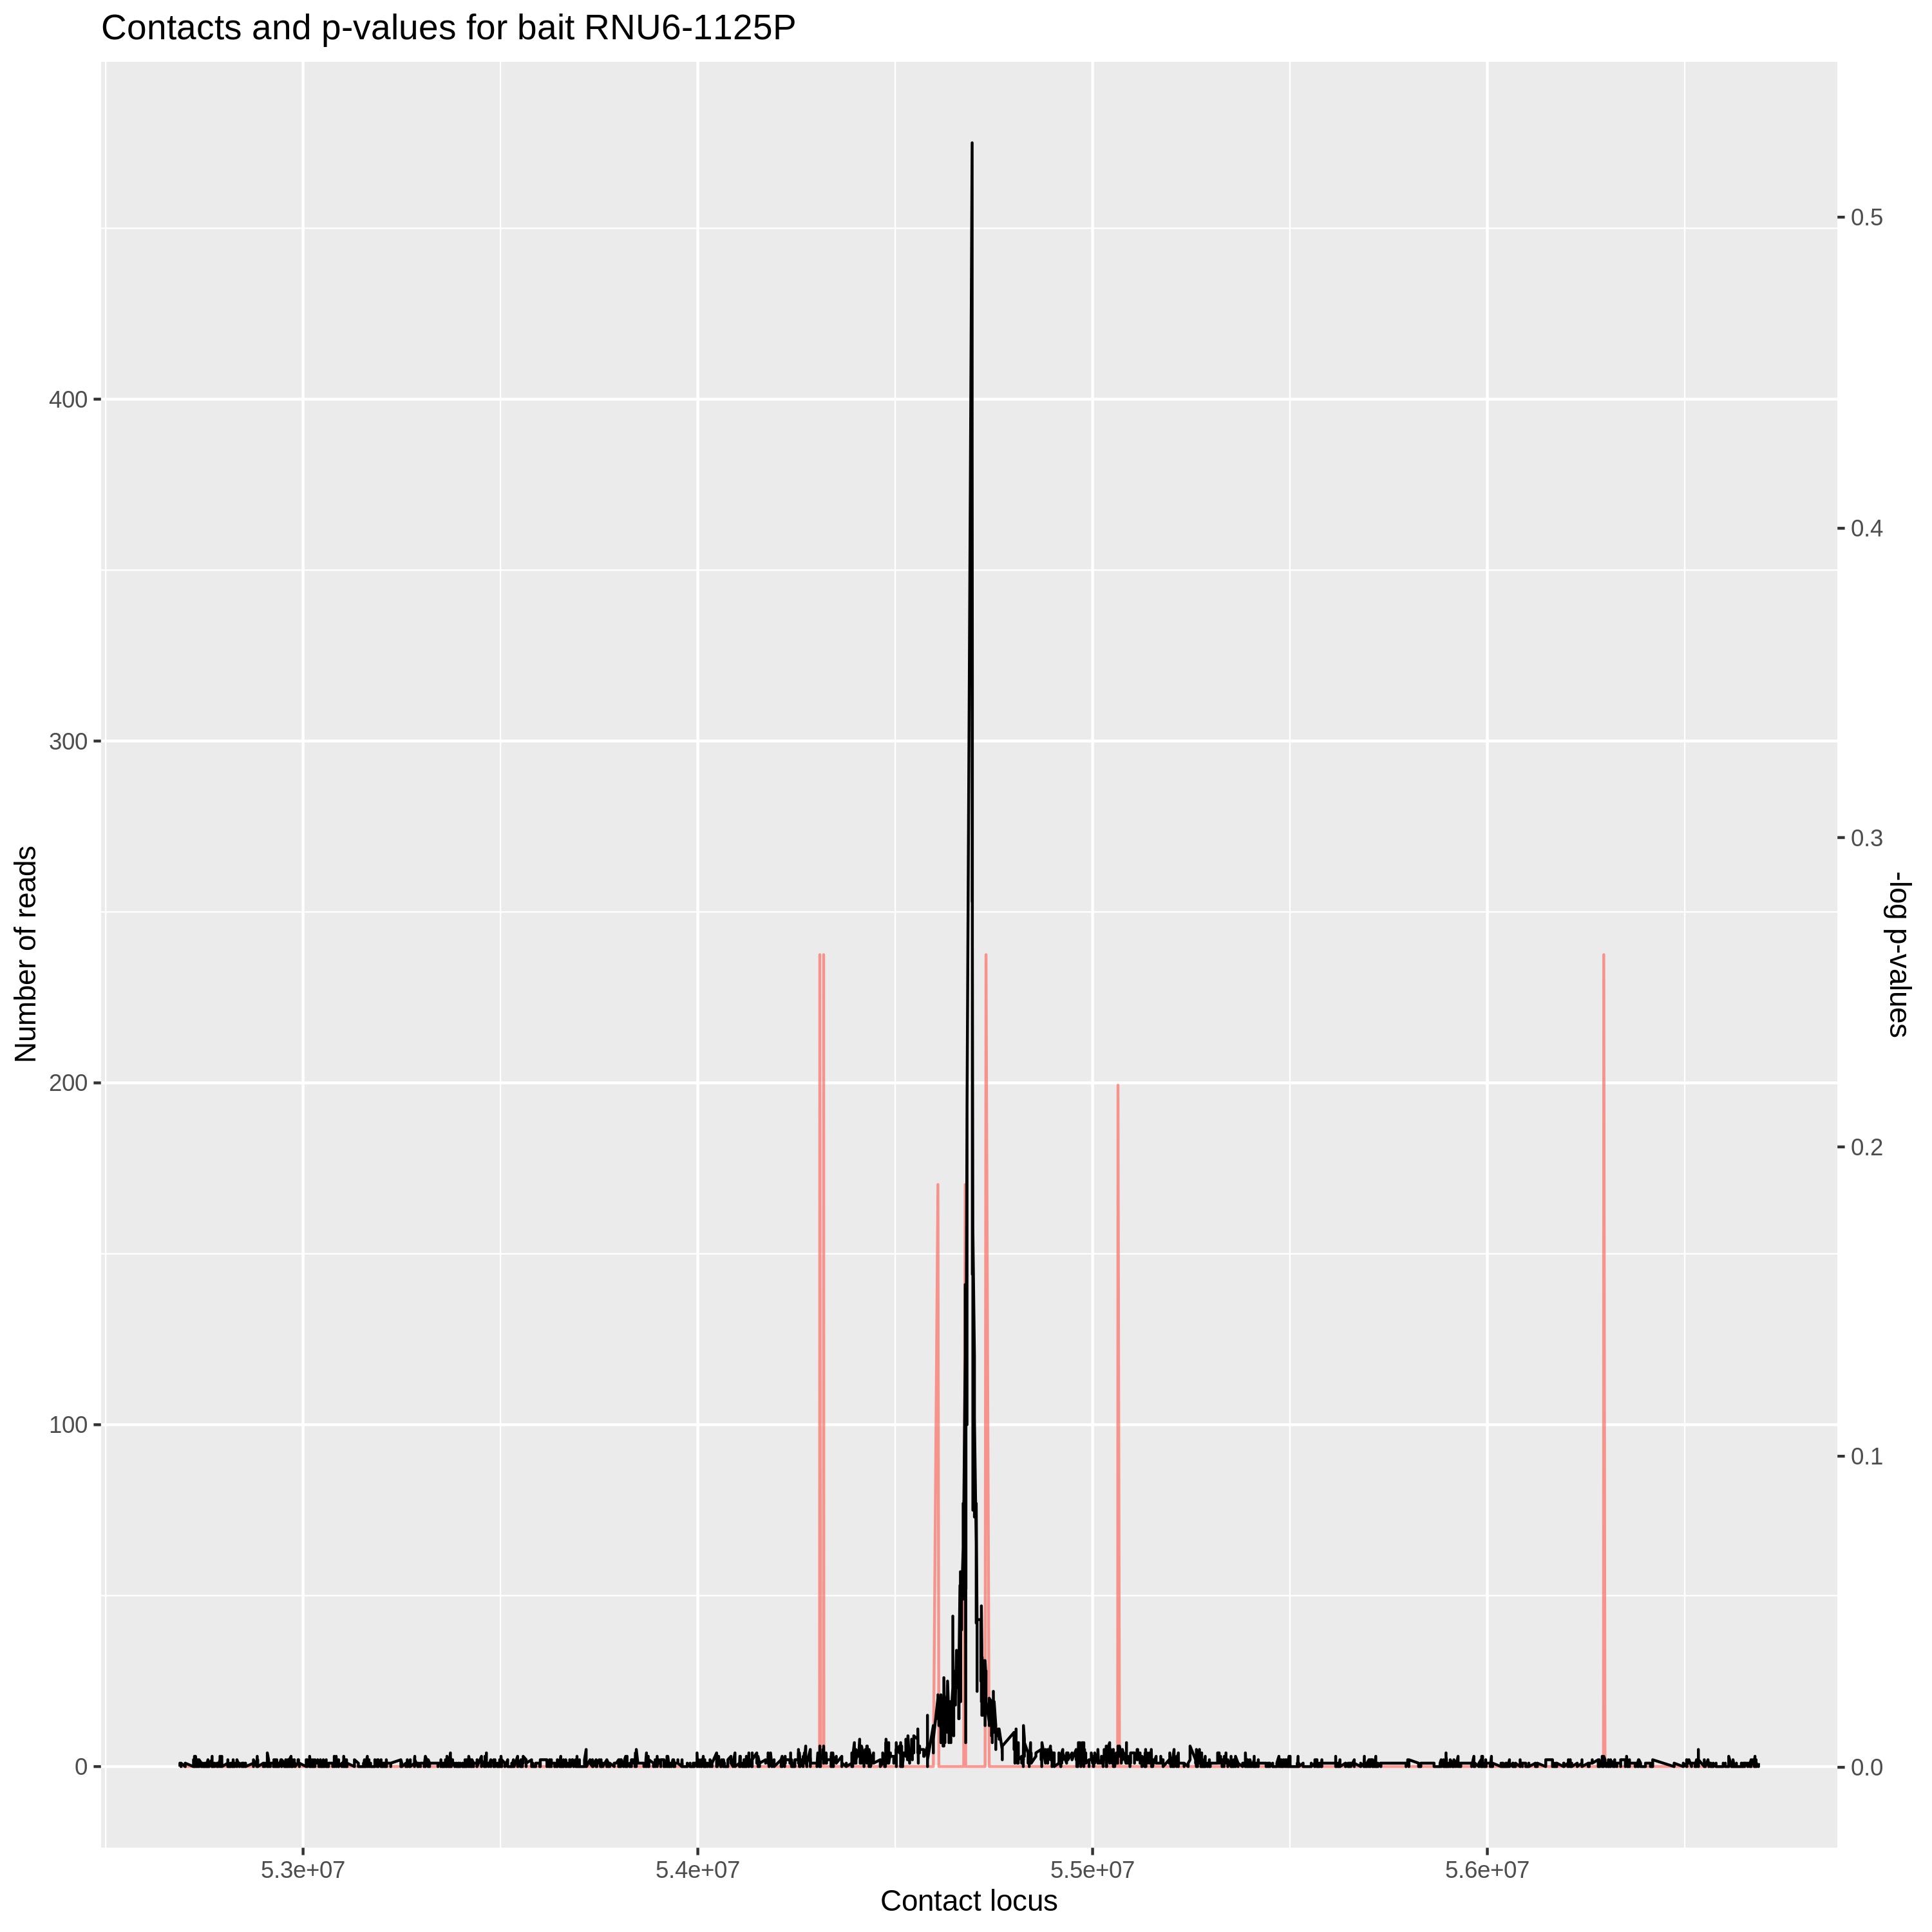 Contacts and p-values for bait RNU6-1125P
Number of reads
400
300
200
100
0
0.5
0.4
0.3
0.2
0.1
0.0
-log p-values
5.3e+07
5.4e+07
5.5e+07
5.6e+07
Contact locus